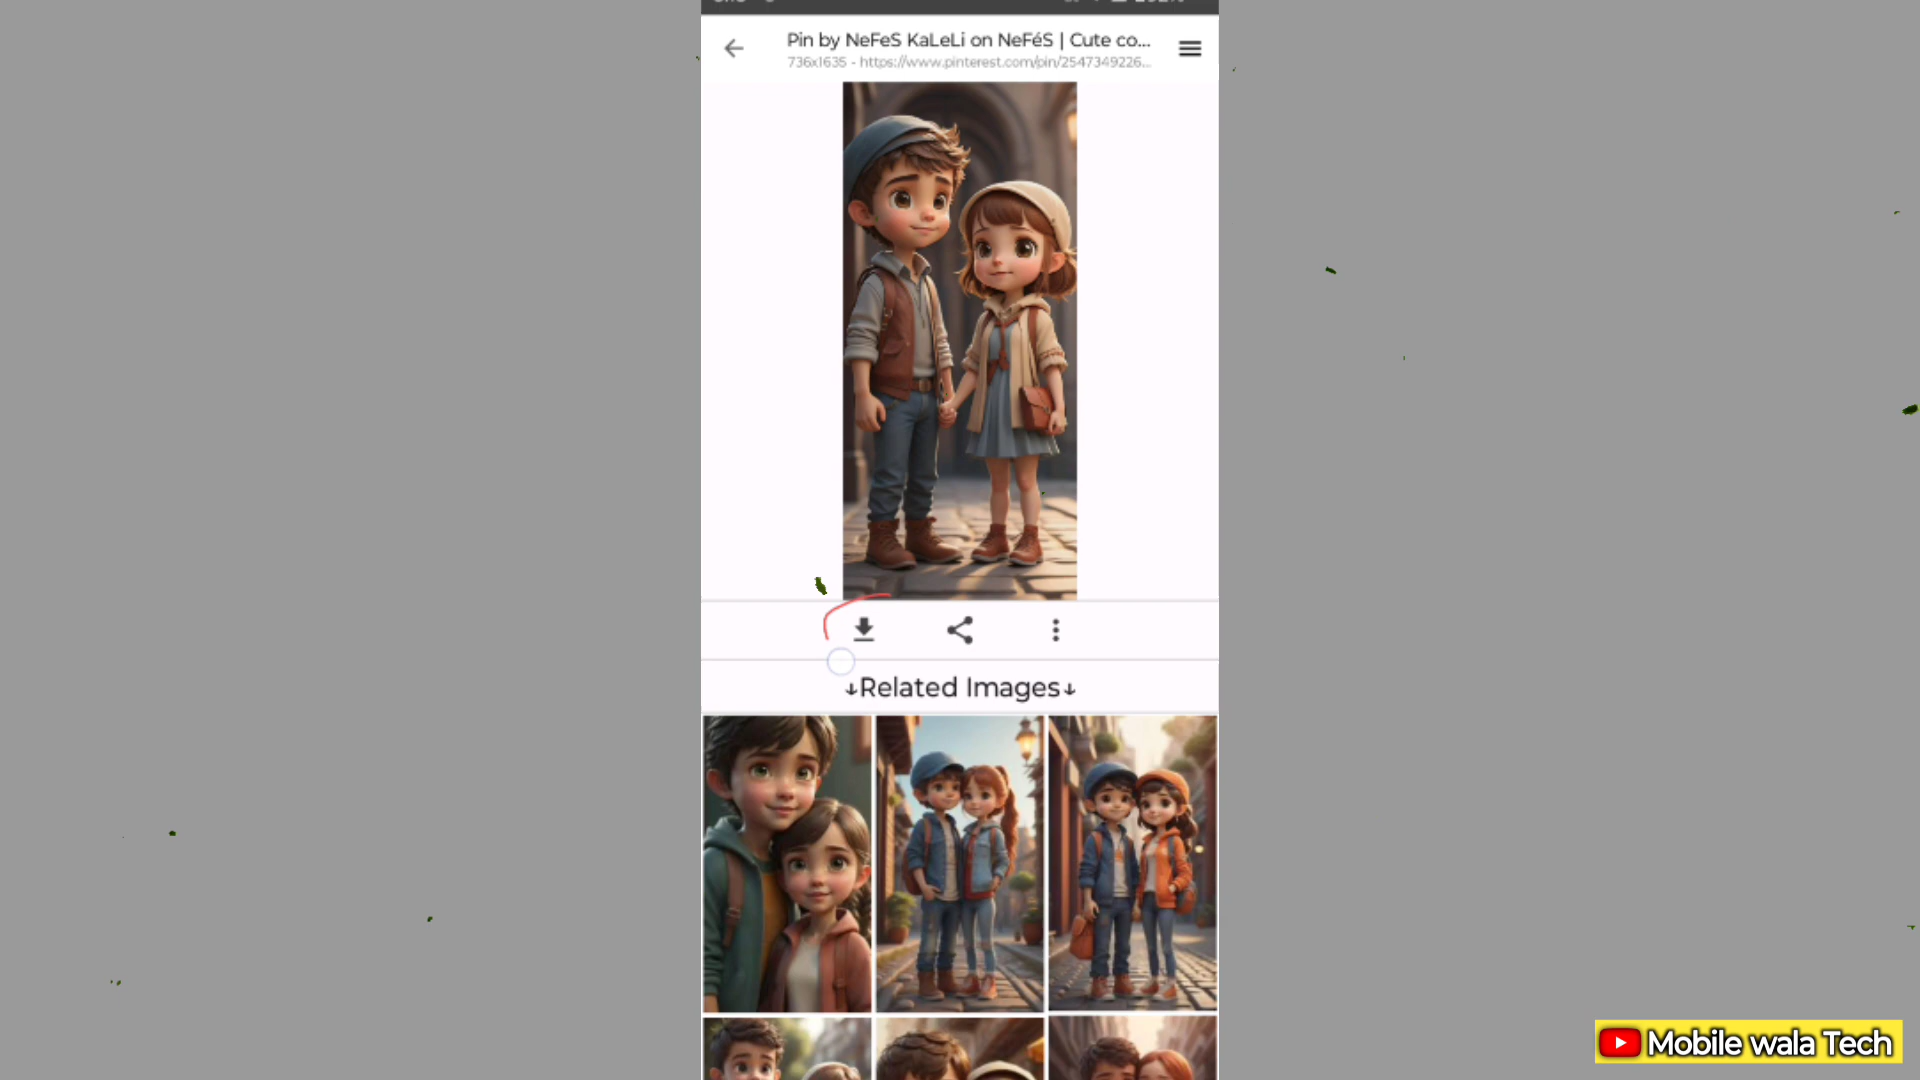 Pin by NeFeS KaLeLi on NeFéS | Cute co...
736x1635 - https://www.pinterest.com/pin/2547349226...
↓Related Images↓
Mobile wala Tech